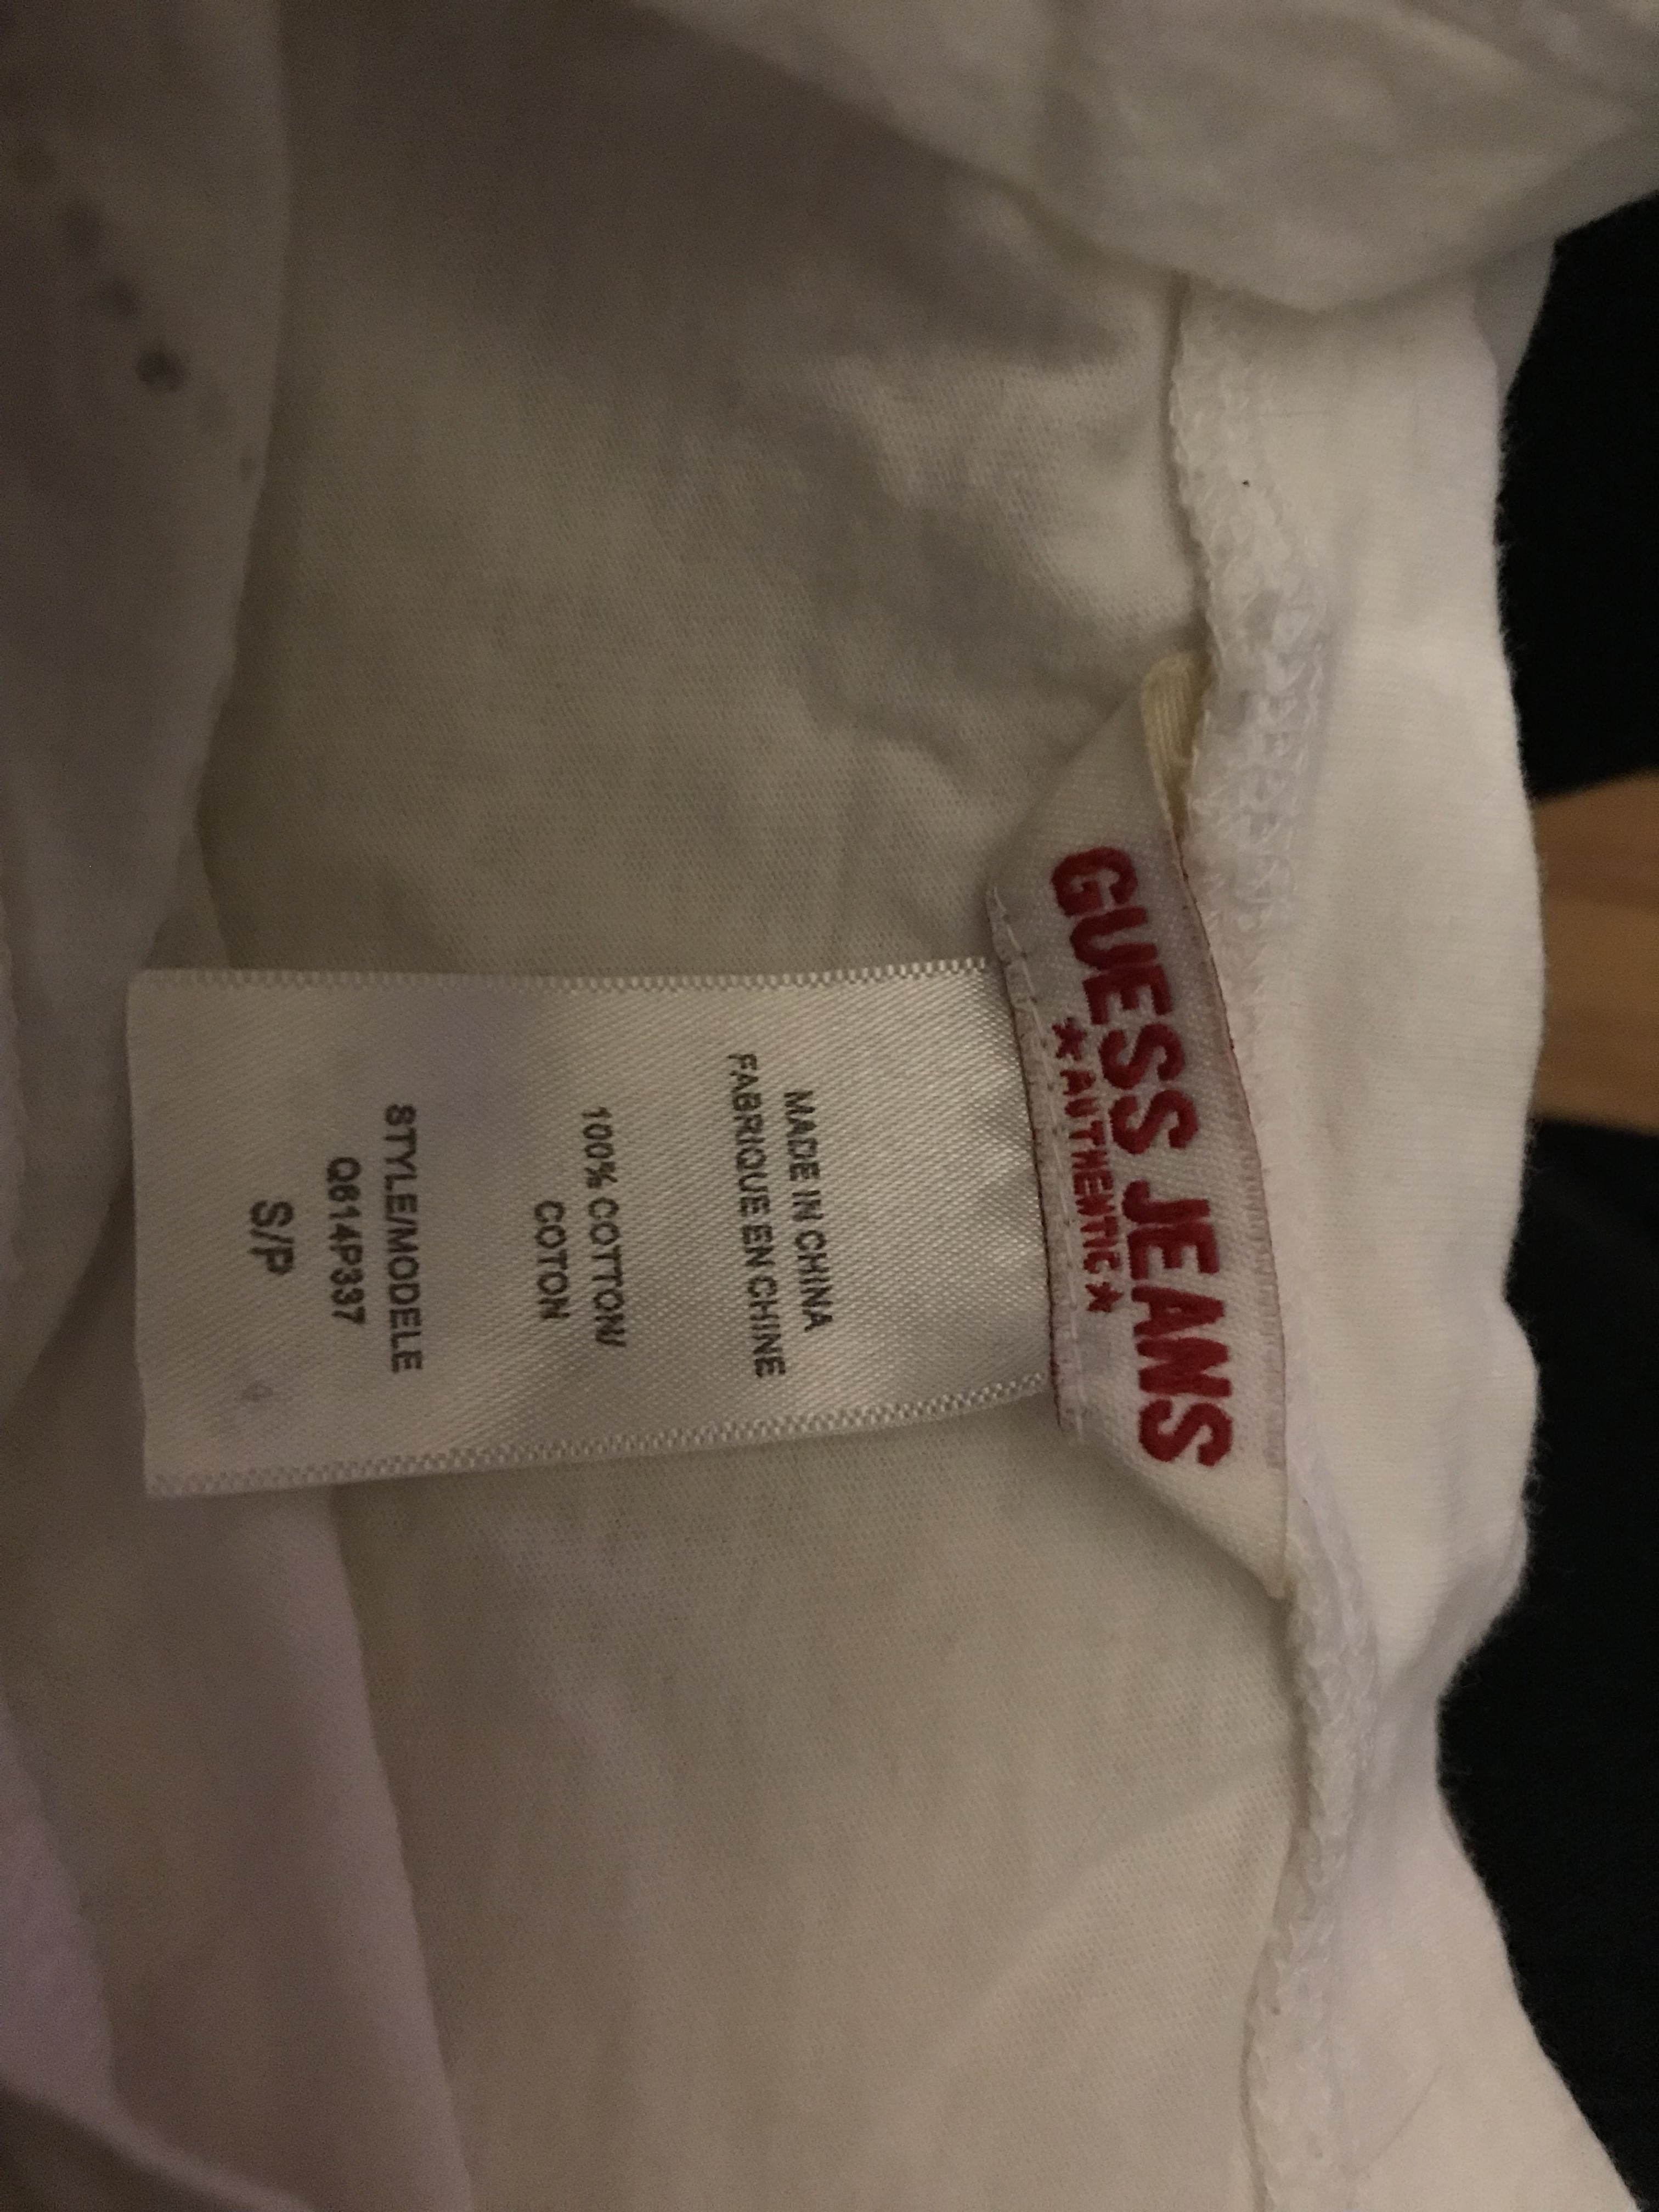 GUESS JEANS
★AUTHENTIC★
MADE IN CHINA
FABRIQUE EN CHINE
100% COTTON/
COTON
STYLE/MODELE
Q614P337
S/P